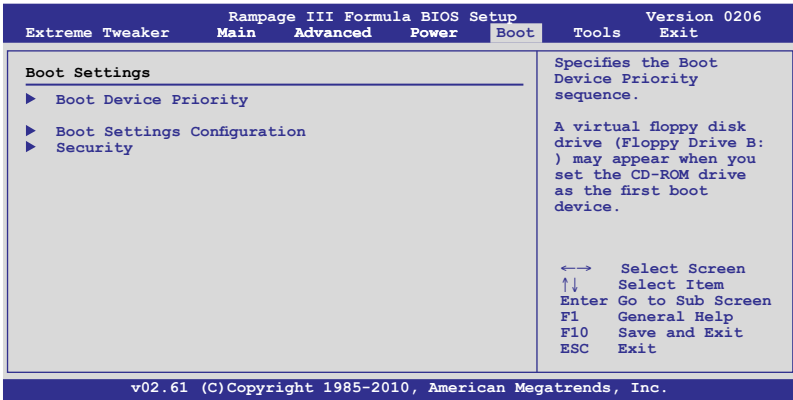 Rampage III Formula BIOS Setup Version 0206
Extreme Tweaker Main Advanced Power Boot Tools Exit
Boot Settings
Boot Device Priority
Boot Settings Configuration
Security
Specifies the Boot
Device Priority
sequence.
A virtual floppy disk
drive (Floppy Drive B:
) may appear when you
set the CD-ROM drive
as the first boot
device.
←→ Select Screen
↑↓ Select Item
Enter Go to Sub Screen
F1 General Help
F10 Save and Exit
ESC Exit
v02.61 (C)Copyright 1985-2010, American Megatrends, Inc.